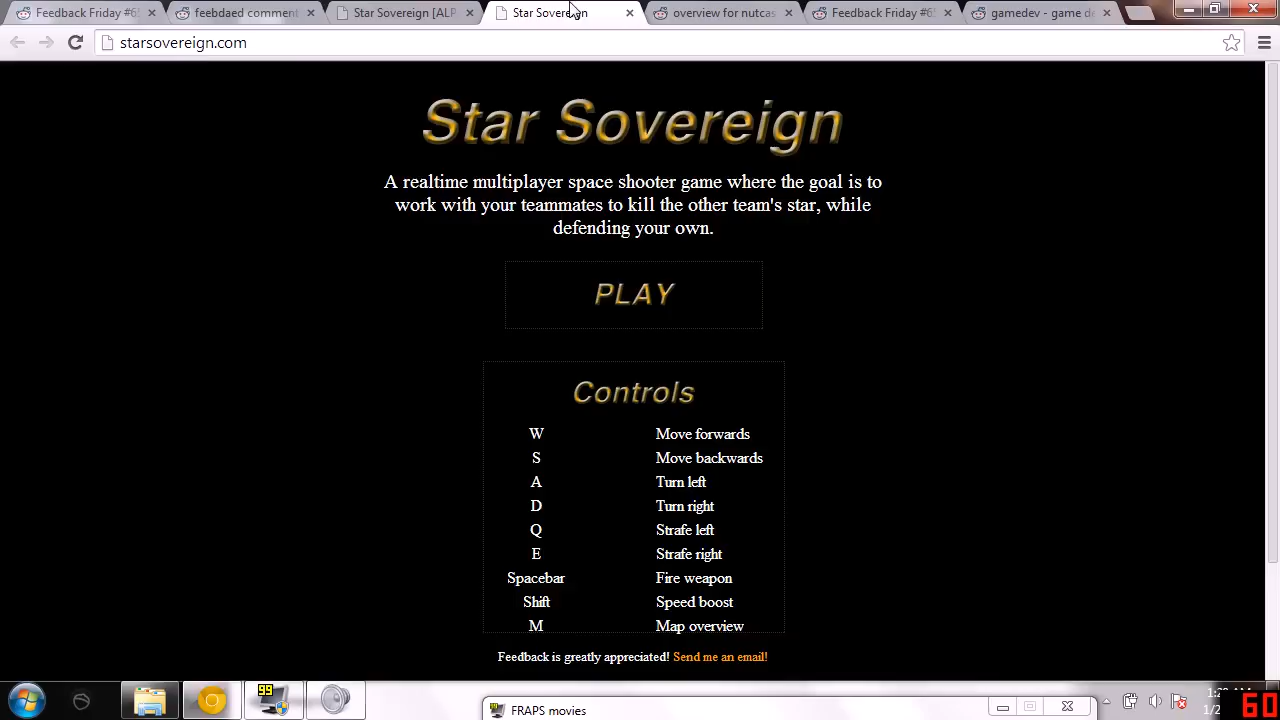 Feedback Friday #6
feebdaed comment
Star Sovereign [ALP
Star Sovereign
overview for nutcas
Feedback Friday #6
gamedev - game de
starsovereign.com
Star Sovereign
A realtime multiplayer space shooter game where the goal is to
work with your teammates to kill the other team's star, while
defending your own.
PLAY
Controls
W Move forwards
S Move backwards
A Turn left
D Turn right
Q Strafe left
E Strafe right
Spacebar Fire weapon
Shift Speed boost
M Map overview
Feedback is greatly appreciated! Send me an email!
99
FRAPS movies
60